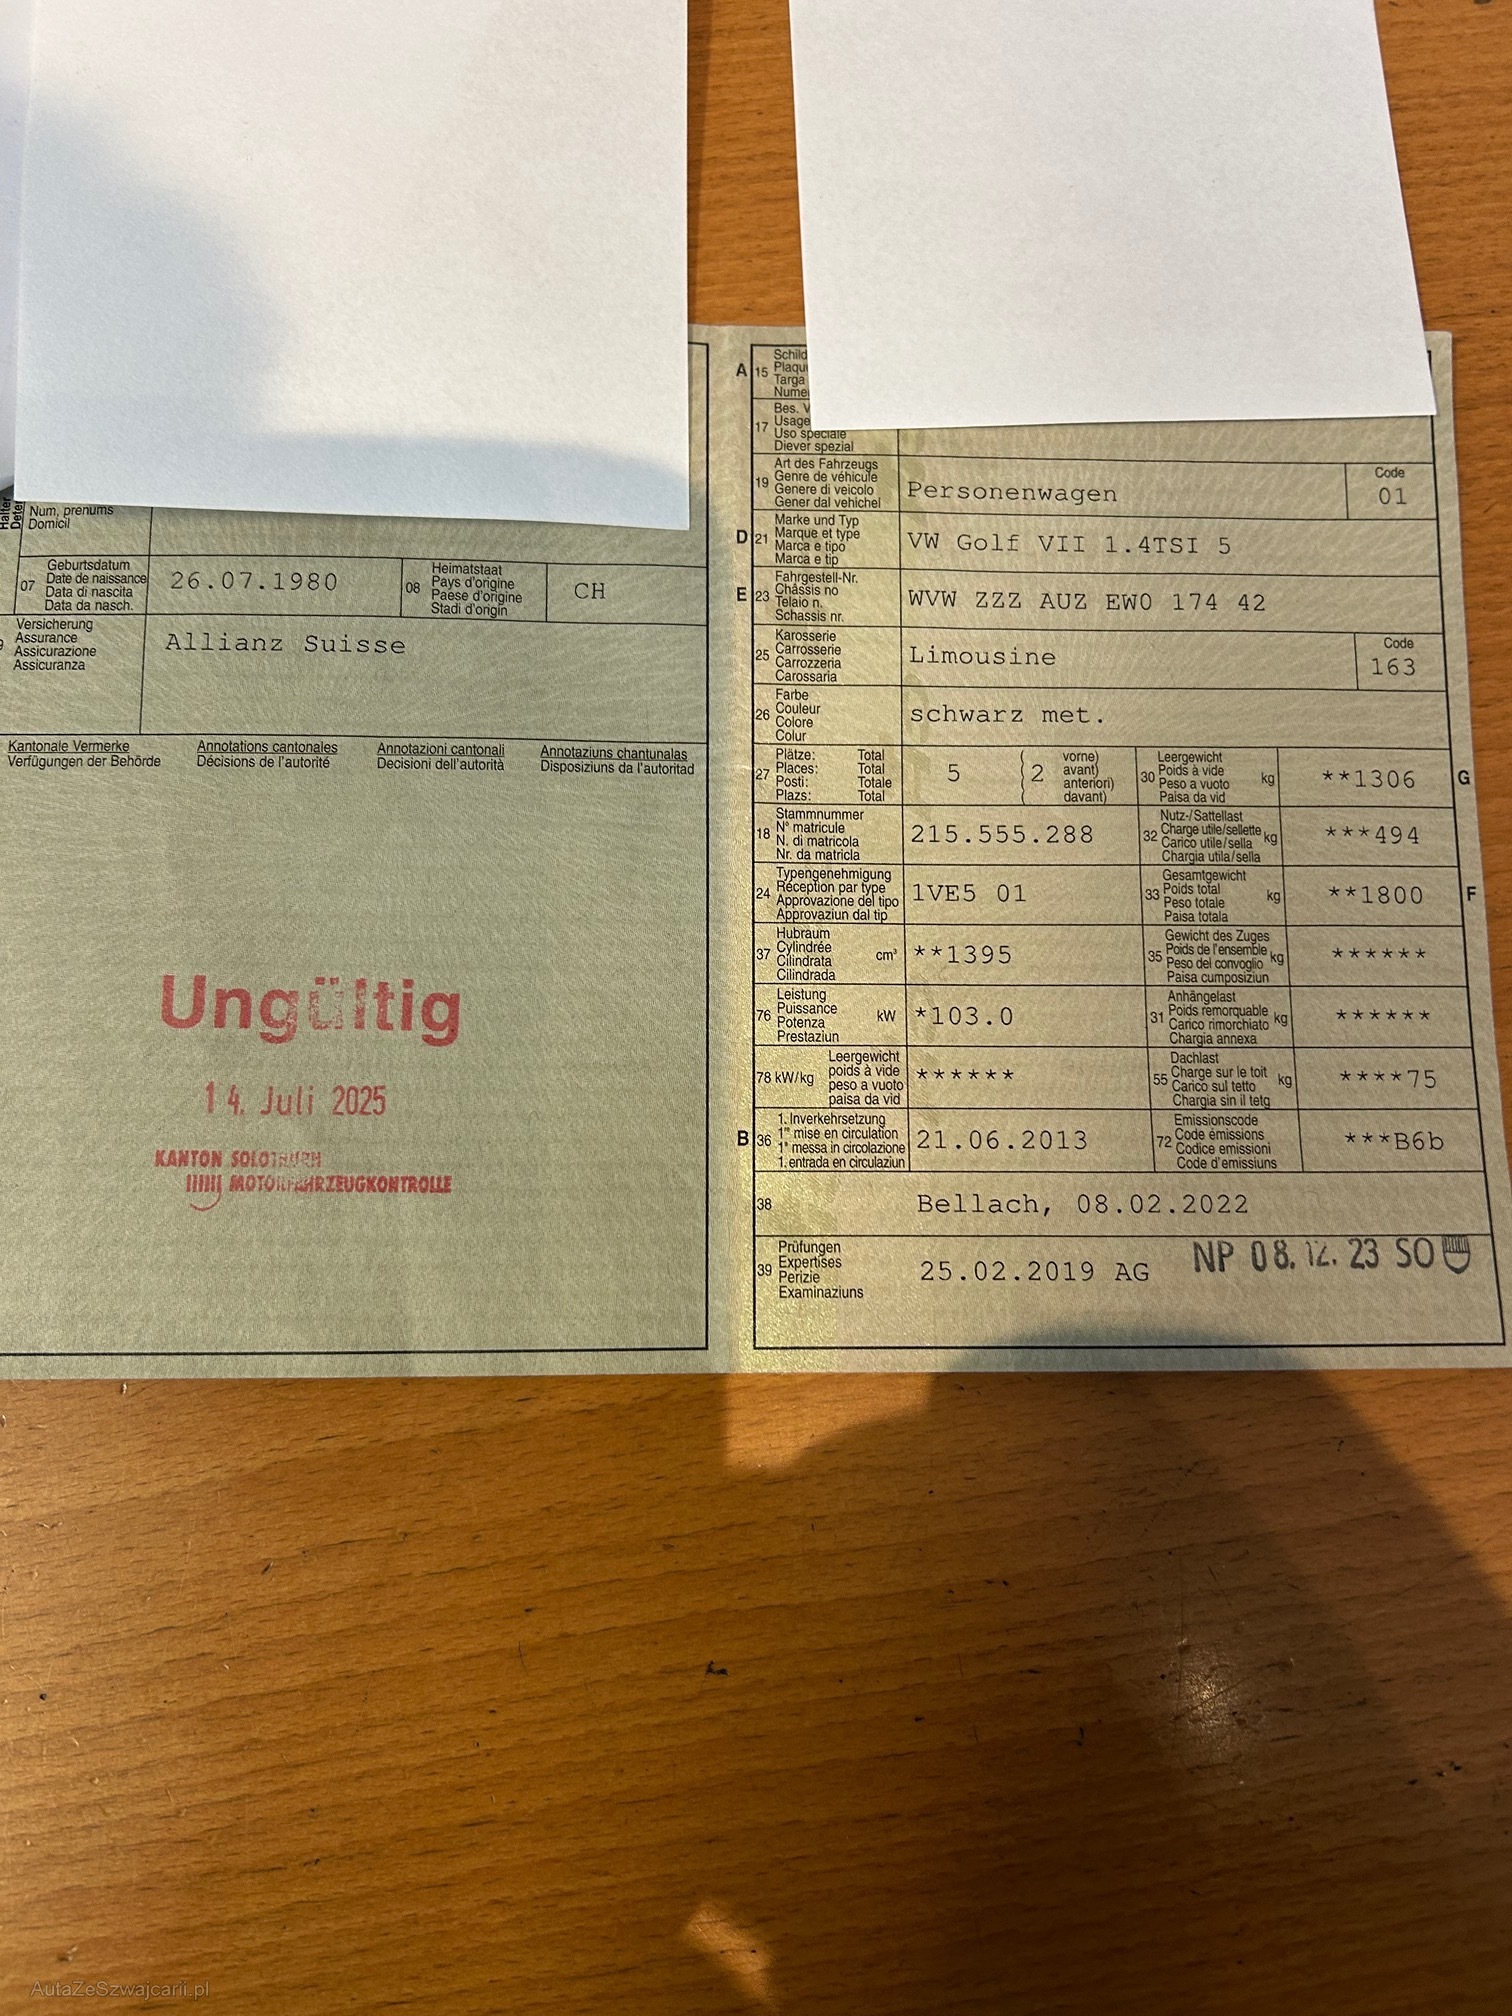 Halter
Num, prenums
Domicil
07
Geburtsdatum
Date de naissance
Data di nascita
Data da nasch.
26.07.1980
08
Heimatstaat
Pays d'origine
Paese d'origine
Stadi d'origin
CH
Versicherung
Assurance
Assicurazione
Assicuranza
Allianz Suisse
Kantonale Vermerke
Verfügungen der Behörde
Annotations cantonales
Décisions de l'autorité
Annotazioni cantonali
Decisioni dell'autorità
Annotaziuns chantunalas
Disposiziuns da l'autoritad
Ungültig
14. Juli 2025
KANTON SOLOTHURN
MOTORFAHRZEUGKONTROLLE
A
15
Schild
Plaqu
Targa
Nume
17
Bes. V
Usage
Uso speciale
Diever spezial
19
Art des Fahrzeugs
Genre de véhicule
Genere di veicolo
Gener dal vehichel
Personenwagen
Code
01
D
21
Marke und Typ
Marque et type
Marca e tipo
Marca e tip
VW Golf VII 1.4TSI 5
E
23
Fahrgestell-Nr.
Châssis no
Telaio n.
Schassis nr.
WVW ZZZ AUZ EW0 174 42
25
Karosserie
Carrosserie
Carrozzeria
Carossaria
Limousine
Code
163
26
Farbe
Couleur
Colore
Colur
schwarz met.
27
Plätze: Total
Places: Total
Posti: Totale
Plazs: Total
5
( 2
vorne)
avant)
anteriori)
davant)
30
Leergewicht
Poids à vide
Peso a vuoto
Paisa da vid
kg
**1306
G
18
Stammnummer
N° matricule
N. di matricola
Nr. da matricla
215.555.288
32
Nutz-/Sattellast
Charge utile/sellette
Carico utile/sella
Chargia utila/sella
kg
***494
24
Typengenehmigung
Réception par type
Approvazione del tipo
Approvaziun dal tip
1VE5 01
33
Gesamtgewicht
Poids total
Peso totale
Paisa totala
kg
**1800
F
37
Hubraum
Cylindrée
Cilindrata
Cilindrada
cm³
**1395
35
Gewicht des Zuges
Poids de l'ensemble
Peso del convoglio
Paisa cumposiziun
kg
******
76
Leistung
Puissance
Potenza
Prestaziun
kW
*103.0
31
Anhängelast
Poids remorquable
Carico rimorchiato
Chargia annexa
kg
******
78 kW/kg
Leergewicht
poids à vide
peso a vuoto
paisa da vid
******
55
Dachlast
Charge sur le toit
Carico sul tetto
Chargia sin il tetg
kg
****75
B
36
1. Inverkehrsetzung
1re mise en circulation
1a messa in circolazione
1. entrada en circulaziun
21.06.2013
72
Emissionscode
Code émissions
Codice emissioni
Code d'emissiuns
***B6b
38
Bellach, 08.02.2022
39
Prüfungen
Expertises
Perizie
Examinaziuns
25.02.2019 AG
NP 08.12.23 SO
AutaZeSzwajcarii.pl